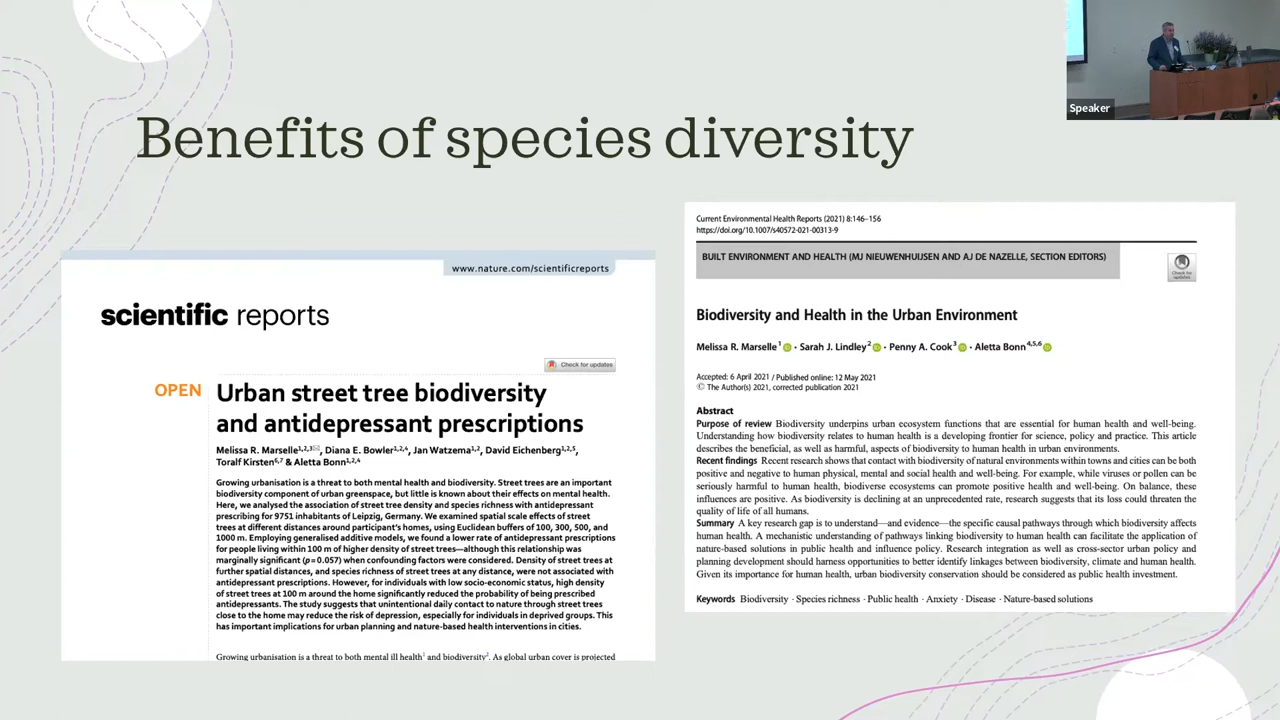 Speaker
Benefits of species diversity
www.nature.com/scientificreports
scientific reports
Check for updates
OPEN
Urban street tree biodiversity
and antidepressant prescriptions
Melissa R. Marselle1,2,3✉, Diana E. Bowler1,2,4, Jan Watzema1,2, David Eichenberg1,2,5,
Toralf Kirsten6,7 & Aletta Bonn1,2,4
Growing urbanisation is a threat to both mental health and biodiversity. Street trees are an important
biodiversity component of urban greenspace, but little is known about their effects on mental health.
Here, we analysed the association of street tree density and species richness with antidepressant
prescribing for 9751 inhabitants of Leipzig, Germany. We examined spatial scale effects of street
trees at different distances around participant's homes, using Euclidean buffers of 100, 300, 500, and
1000 m. Employing generalised additive models, we found a lower rate of antidepressant prescriptions
for people living within 100 m of higher density of street trees—although this relationship was
marginally significant (p = 0.057) when confounding factors were considered. Density of street trees at
further spatial distances, and species richness of street trees at any distance, were not associated with
antidepressant prescriptions. However, for individuals with low socio-economic status, high density
of street trees at 100 m around the home significantly reduced the probability of being prescribed
antidepressants. The study suggests that unintentional daily contact to nature through street trees
close to the home may reduce the risk of depression, especially for individuals in deprived groups. This
has important implications for urban planning and nature-based health interventions in cities.
Growing urbanisation is a threat to both mental ill health1 and biodiversity2. As global urban cover is projected
Current Environmental Health Reports (2021) 8:146–156
https://doi.org/10.1007/s40572-021-00313-9
BUILT ENVIRONMENT AND HEALTH (MJ NIEUWENHUIJSEN AND AJ DE NAZELLE, SECTION EDITORS)
Check for
updates
Biodiversity and Health in the Urban Environment
Melissa R. Marselle1 · Sarah J. Lindley2 · Penny A. Cook3 · Aletta Bonn4,5,6
Accepted: 6 April 2021 / Published online: 12 May 2021
© The Author(s) 2021, corrected publication 2021
Abstract
Purpose of review Biodiversity underpins urban ecosystem functions that are essential for human health and well-being.
Understanding how biodiversity relates to human health is a developing frontier for science, policy and practice. This article
describes the beneficial, as well as harmful, aspects of biodiversity to human health in urban environments.
Recent findings Recent research shows that contact with biodiversity of natural environments within towns and cities can be both
positive and negative to human physical, mental and social health and well-being. For example, while viruses or pollen can be
seriously harmful to human health, biodiverse ecosystems can promote positive health and well-being. On balance, these
influences are positive. As biodiversity is declining at an unprecedented rate, research suggests that its loss could threaten the
quality of life of all humans.
Summary A key research gap is to understand—and evidence—the specific causal pathways through which biodiversity affects
human health. A mechanistic understanding of pathways linking biodiversity to human health can facilitate the application of
nature-based solutions in public health and influence policy. Research integration as well as cross-sector urban policy and
planning development should harness opportunities to better identify linkages between biodiversity, climate and human health.
Given its importance for human health, urban biodiversity conservation should be considered as public health investment.
Keywords Biodiversity · Species richness · Public health · Anxiety · Disease · Nature-based solutions